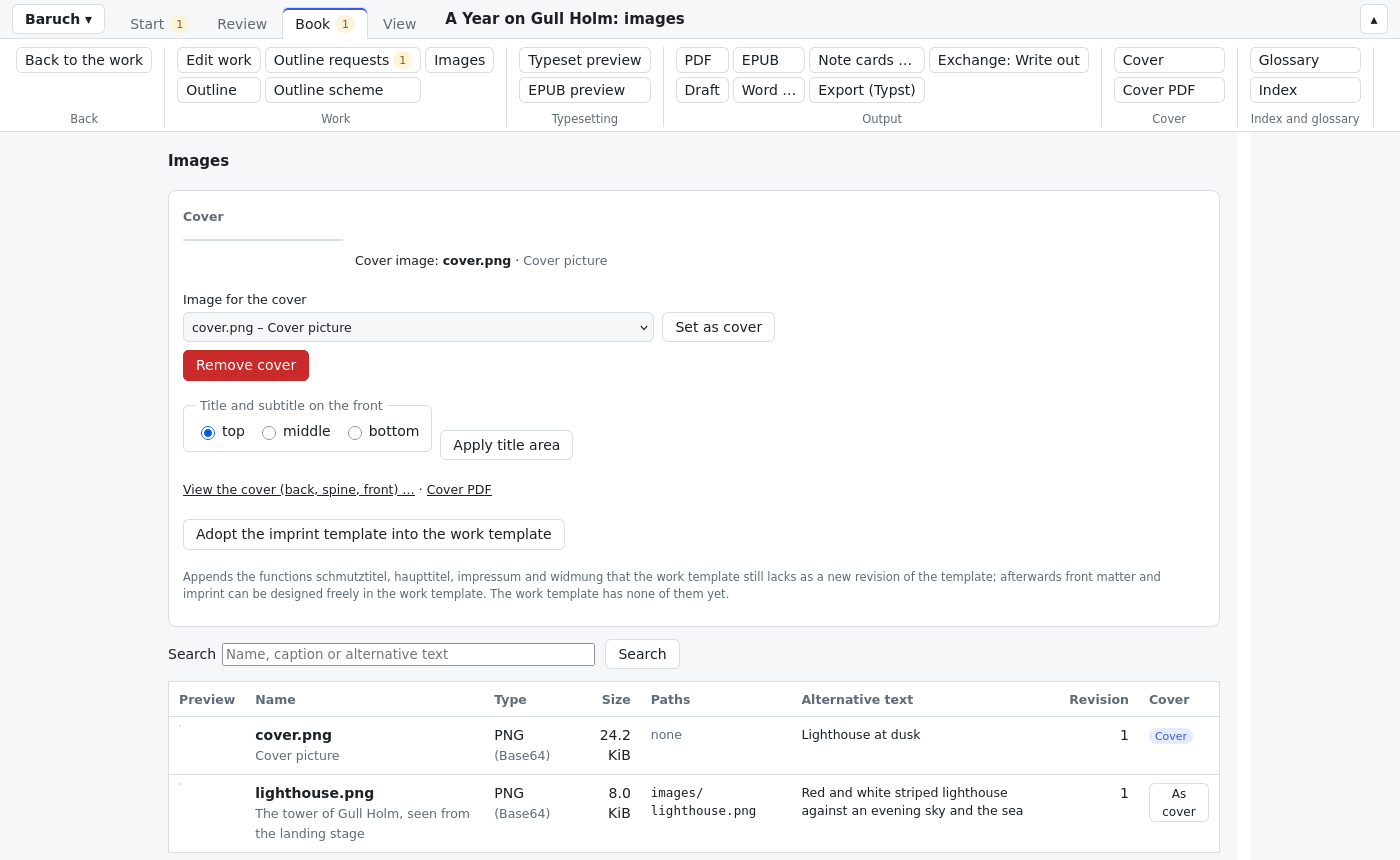 Baruch ▾
Start 1
Review
Book 1
View
A Year on Gull Holm: images
▴
Back to the work
Back
Edit work
Outline requests 1
Images
Outline
Outline scheme
Work
Typeset preview
EPUB preview
Typesetting
PDF
EPUB
Note cards …
Exchange: Write out
Draft
Word …
Export (Typst)
Output
Cover
Cover PDF
Cover
Glossary
Index
Index and glossary
Images
Cover
Cover image: cover.png · Cover picture
Image for the cover
cover.png – Cover picture
Set as cover
Remove cover
Title and subtitle on the front
top
middle
bottom
Apply title area
View the cover (back, spine, front) … · Cover PDF
Adopt the imprint template into the work template
Appends the functions schmutztitel, haupttitel, impressum and widmung that the work template still lacks as a new revision of the template; afterwards front matter and
imprint can be designed freely in the work template. The work template has none of them yet.
Search
Name, caption or alternative text
Search
Preview Name Type Size Paths Alternative text Revision Cover
cover.png PNG 24.2 none Lighthouse at dusk 1 Cover
Cover picture (Base64) KiB
lighthouse.png PNG 8.0 images/ Red and white striped lighthouse 1 As
The tower of Gull Holm, seen from (Base64) KiB lighthouse.png against an evening sky and the sea cover
the landing stage